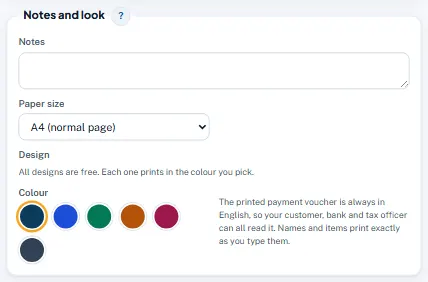 Notes and look ?
Notes
Paper size
A4 (normal page)
Design
All designs are free. Each one prints in the colour you pick.
Colour
The printed payment voucher is always in
English, so your customer, bank and tax officer
can all read it. Names and items print exactly
as you type them.